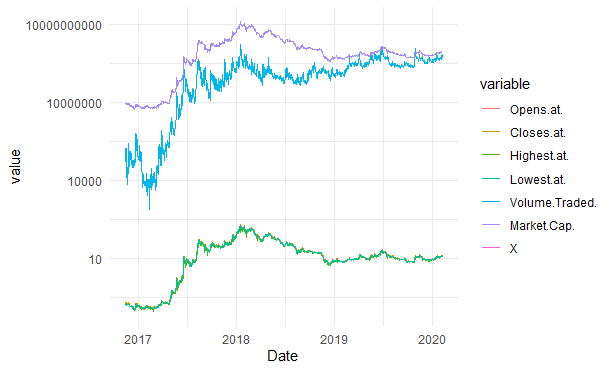 10000000000
10000000
10000
10
value
2017
2018
2019
2020
Date
variable
Opens.at.
Closes.at.
Highest.at.
Lowest.at.
Volume.Traded.
Market.Cap.
X